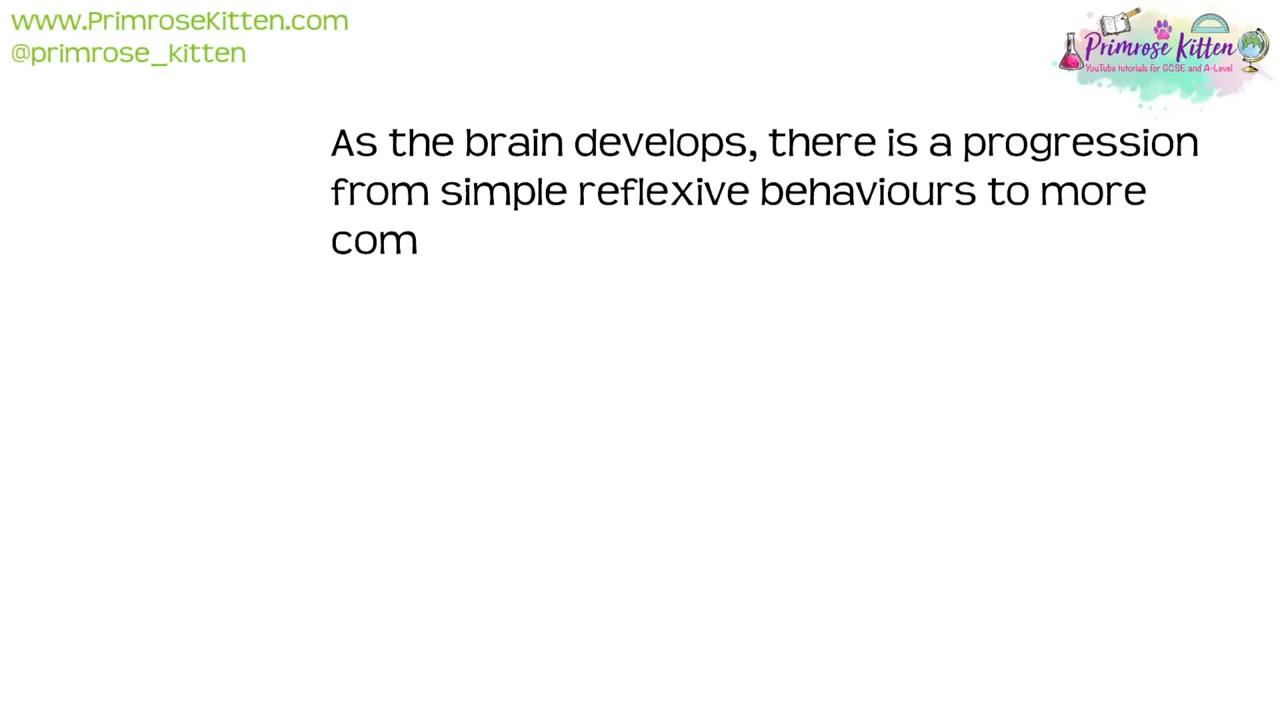 www.PrimroseKitten.com
@primrose_kitten
Primrose Kitten
YouTube tutorials for GCSE and A-Level
As the brain develops, there is a progression
from simple reflexive behaviours to more
com